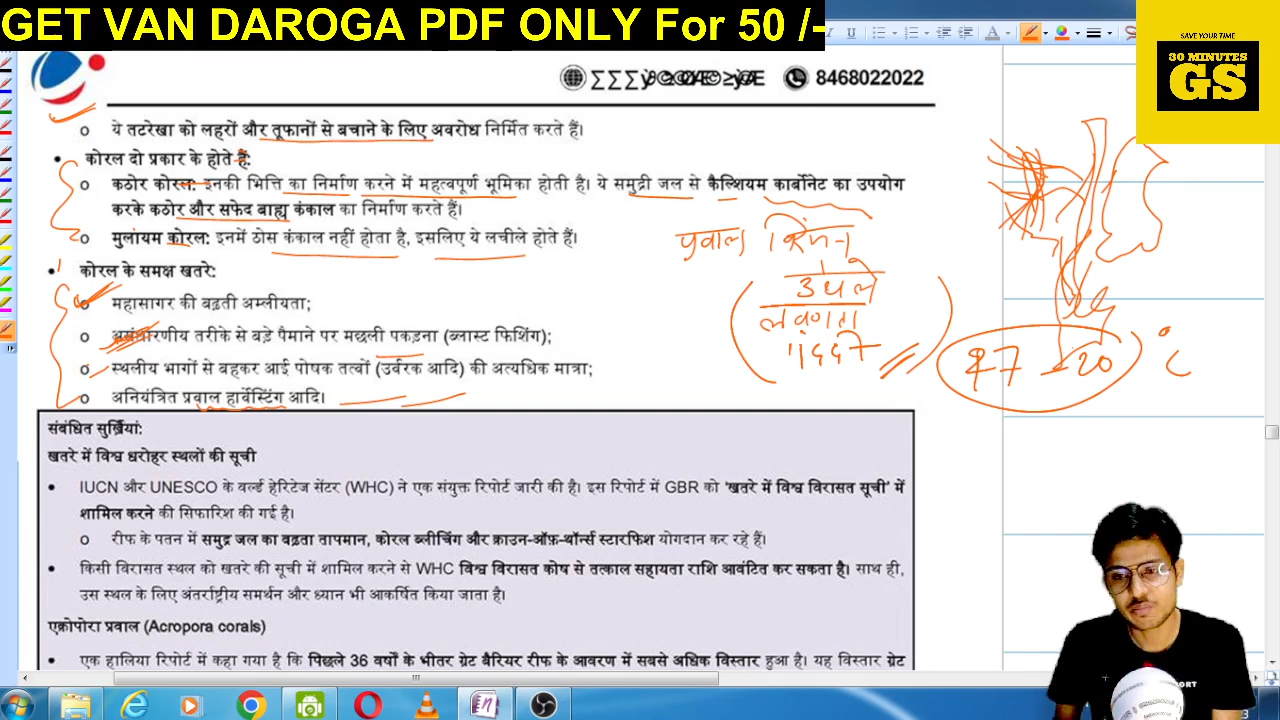 GET VAN DAROGA PDF ONLY For 50 /-
SAVE YOUR TIME
30 MINUTES
GS
8468022022
ये तटरेखा को लहरों और तूफानों से बचाने के लिए अवरोध निर्मित करते हैं।
कोरल दो प्रकार के होते हैं:
कठोर कोरल: इनकी भित्ति का निर्माण करने में महत्वपूर्ण भूमिका होती है। ये समुद्री जल से कैल्शियम कार्बोनेट का उपयोग
करके कठोर और सफेद बाह्य कंकाल का निर्माण करते हैं।
मुलायम कोरल: इनमें ठोस कंकाल नहीं होता है, इसलिए ये लचीले होते हैं।
प्रवाल
उथले
लवणता
कोरल के समक्ष खतरे:
महासागर की बढ़ती अम्लीयता;
असंधारणीय तरीके से बड़े पैमाने पर मछली पकड़ना (ब्लास्ट फिशिंग);
स्थलीय भागों से बहकर आई पोषक तत्वों (उर्वरक आदि) की अत्यधिक मात्रा;
अनियंत्रित प्रवाल हार्वेस्टिंग आदि।
संबंधित सुर्ख़ियां:
खतरे में विश्व धरोहर स्थलों की सूची
IUCN और UNESCO के वर्ल्ड हेरिटेज सेंटर (WHC) ने एक संयुक्त रिपोर्ट जारी की है। इस रिपोर्ट में GBR को 'खतरे में विश्व विरासत सूची' में
शामिल करने की सिफारिश की गई है।
रीफ के पतन में समुद्र जल का बढ़ता तापमान, कोरल ब्लीचिंग और क्राउन-ऑफ़-थॉर्न्स स्टारफिश योगदान कर रहे हैं।
किसी विरासत स्थल को खतरे की सूची में शामिल करने से WHC विश्व विरासत कोष से तत्काल सहायता राशि आवंटित कर सकता है। साथ ही,
उस स्थल के लिए अंतर्राष्ट्रीय समर्थन और ध्यान भी आकर्षित किया जाता है।
एक्रोपोरा प्रवाल (Acropora corals)
एक हालिया रिपोर्ट में कहा गया है कि पिछले 36 वर्षों के भीतर ग्रेट बैरियर रीफ के आवरण में सबसे अधिक विस्तार हुआ है। यह विस्तार ग्रेट